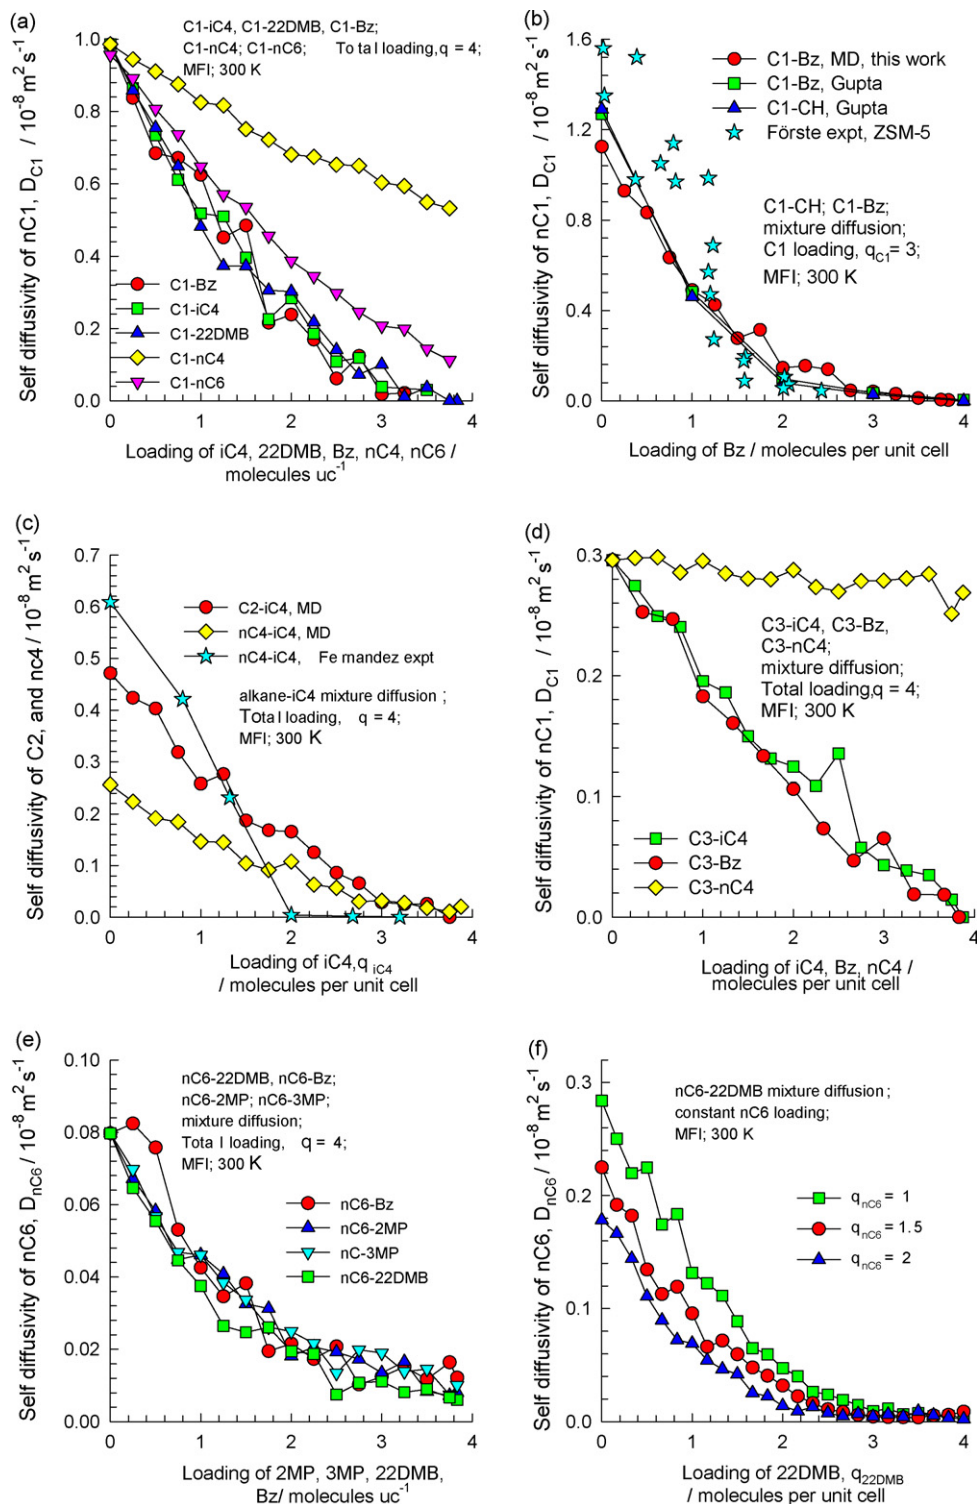 (a)
C1-iC4, C1-22DMB, C1-Bz;
C1-nC4; C1-nC6; To tal loading,q = 4;
MFI; 300 K
Self diffusivity of nC1, D_C1 / 10^-8 m^2 s^-1
1.0
0.8
0.6
0.4
0.2
0.0
C1-Bz
C1-iC4
C1-22DMB
C1-nC4
C1-nC6
0 1 2 3 4
Loading of iC4, 22DMB, Bz, nC4, nC6 /
molecules uc^-1
(b)
Self diffusivity of nC1, D_C1 / 10^-8 m^2 s^-1
1.6
1.2
0.8
0.4
0.0
C1-Bz, MD, this work
C1-Bz, Gupta
C1-CH, Gupta
Förste expt, ZSM-5
C1-CH; C1-Bz;
mixture diffusion;
C1 loading, q_C1 = 3;
MFI; 300 K
0 1 2 3 4
Loading of Bz / molecules per unit cell
(c)
Self diffusivity of C2, and nc4 / 10^-8 m^2 s^-1
0.7
0.6
0.5
0.4
0.3
0.2
0.1
0.0
C2-iC4, MD
nC4-iC4, MD
nC4-iC4, Fe mandez expt
alkane-iC4 mixture diffusion ;
Tota l loading, q = 4;
MFI; 300 K
0 1 2 3 4
Loading of iC4,q_iC4
/ molecules per unit cell
(d)
Self diffusivity of nC1, D_C1 / 10^-8 m^2 s^-1
0.3
0.2
0.1
0.0
C3-iC4, C3-Bz,
C3-nC4;
mixture diffusion;
Total loading,q = 4;
MFI; 300 K
C3-iC4
C3-Bz
C3-nC4
0 1 2 3 4
Loading of iC4, Bz, nC4 /
molecules per unit cell
(e)
Self diffusivity of nC6, D_nC6 / 10^-8 m^2 s^-1
0.10
0.08
0.06
0.04
0.02
0.00
nC6-22DMB, nC6-Bz;
nC6-2MP; nC6-3MP;
mixture diffusion;
Tota l loading, q = 4;
MFI; 300 K
nC6-Bz
nC6-2MP
nC-3MP
nC6-22DMB
0 1 2 3 4
Loading of 2MP, 3MP, 22DMB,
Bz/ molecules uc^-1
(f)
Self diffusivity of nC6, D_nC6 / 10^-8 m^2 s^-1
0.3
0.2
0.1
0.0
nC6-22DMB mixture diffusion ;
constant nC6 loading;
MFI; 300 K
q_nC6 = 1
q_nC6 = 1.5
q_nC6 = 2
0 1 2 3 4
Loading of 22DMB, q_22DMB
/ molecules per unit cell